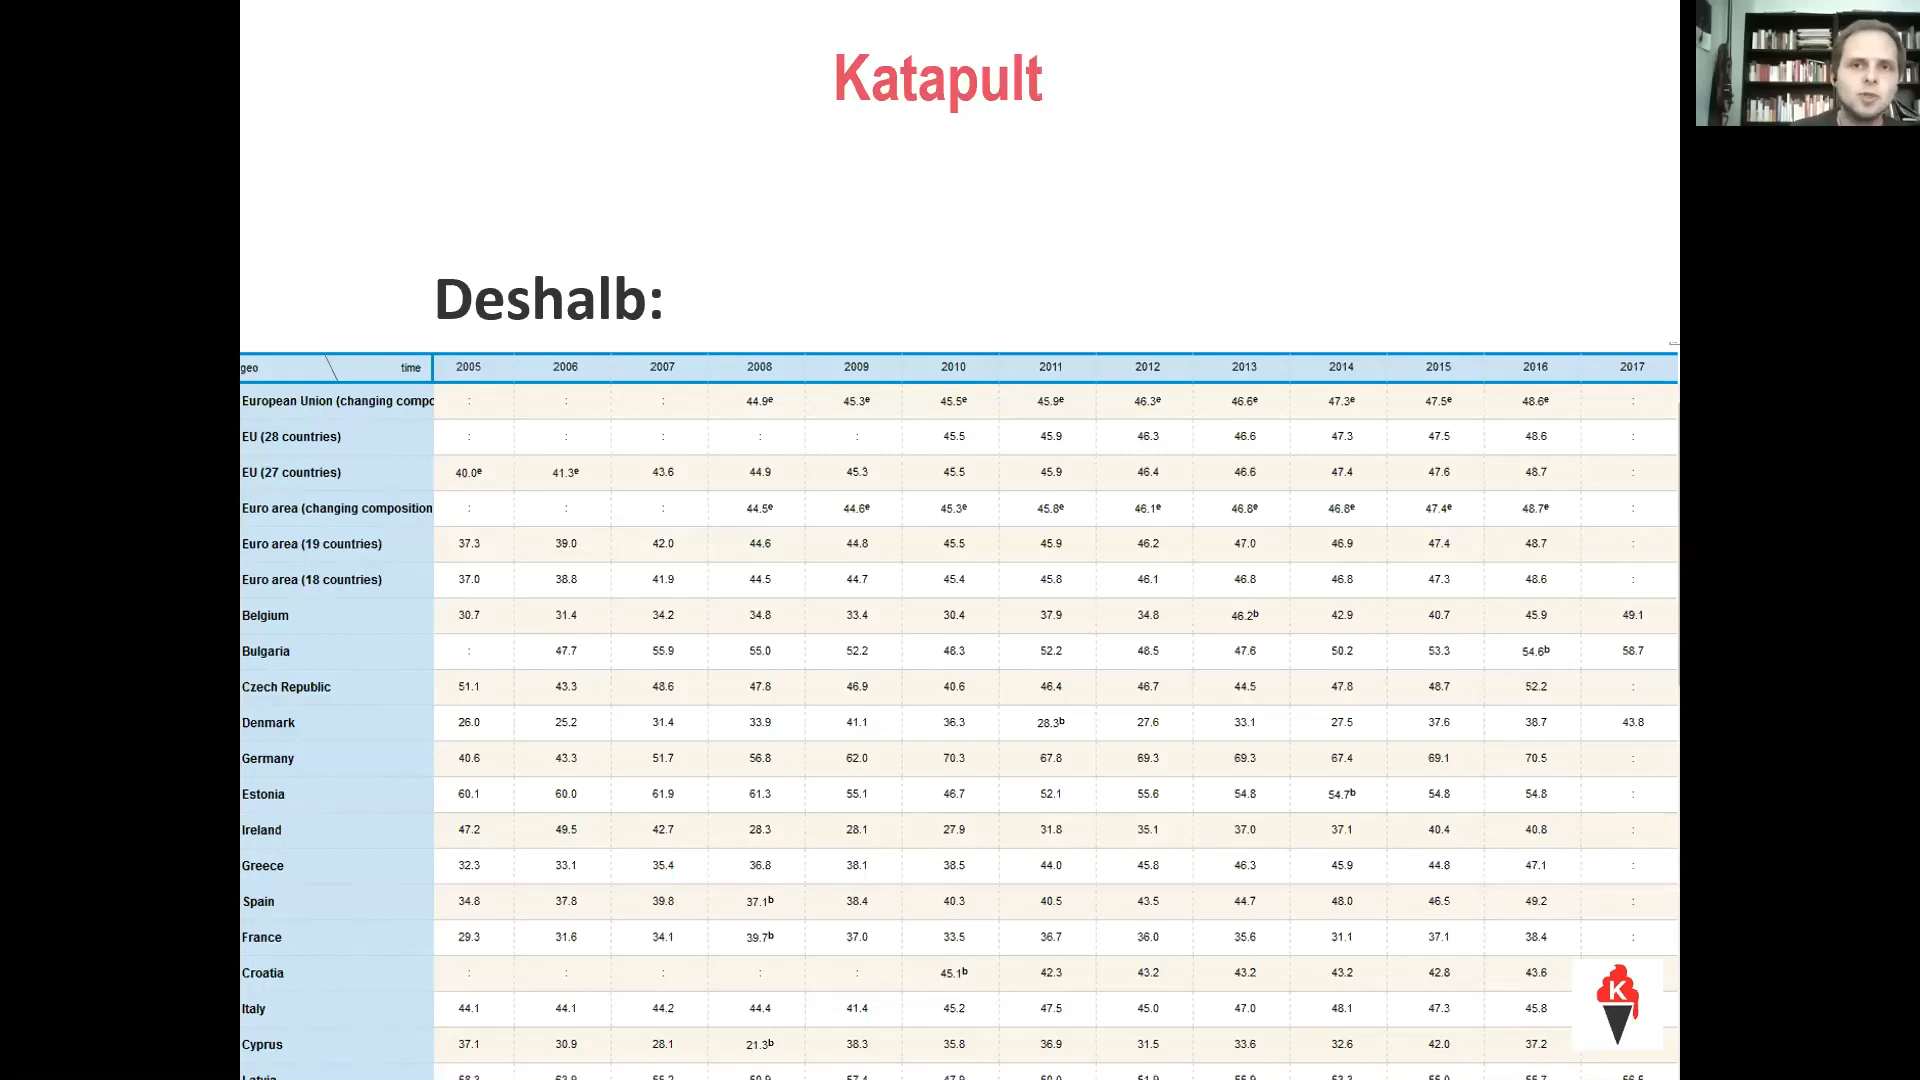 Katapult
Deshalb:
geo time 2005 2006 2007 2008 2009 2010 2011 2012 2013 2014 2015 2016 2017
European Union (changing compo : : : 44.9e 45.3e 45.5e 45.9e 46.3e 46.6e 47.3e 47.5e 48.6e :
EU (28 countries) : : : : : 45.5 45.9 46.3 46.6 47.3 47.5 48.6 :
EU (27 countries) 40.0e 41.3e 43.6 44.9 45.3 45.5 45.9 46.4 46.6 47.4 47.6 48.7 :
Euro area (changing composition : : : 44.5e 44.6e 45.3e 45.8e 46.1e 46.8e 46.8e 47.4e 48.7e :
Euro area (19 countries) 37.3 39.0 42.0 44.6 44.8 45.5 45.9 46.2 47.0 46.9 47.4 48.7 :
Euro area (18 countries) 37.0 38.8 41.9 44.5 44.7 45.4 45.8 46.1 46.8 46.8 47.3 48.6 :
Belgium 30.7 31.4 34.2 34.8 33.4 30.4 37.9 34.8 46.2b 42.9 40.7 45.9 49.1
Bulgaria : 47.7 55.9 55.0 52.2 48.3 52.2 48.5 47.6 50.2 53.3 54.6b 58.7
Czech Republic 51.1 43.3 48.6 47.8 46.9 40.6 46.4 46.7 44.5 47.8 48.7 52.2 :
Denmark 26.0 25.2 31.4 33.9 41.1 36.3 28.3b 27.6 33.1 27.5 37.6 38.7 43.8
Germany 40.6 43.3 51.7 56.8 62.0 70.3 67.8 69.3 69.3 67.4 69.1 70.5 :
Estonia 60.1 60.0 61.9 61.3 55.1 46.7 52.1 55.6 54.8 54.7b 54.8 54.8 :
Ireland 47.2 49.5 42.7 28.3 28.1 27.9 31.8 35.1 37.0 37.1 40.4 40.8 :
Greece 32.3 33.1 35.4 36.8 38.1 38.5 44.0 45.8 46.3 45.9 44.8 47.1 :
Spain 34.8 37.8 39.8 37.1b 38.4 40.3 40.5 43.5 44.7 48.0 46.5 49.2 :
France 29.3 31.6 34.1 39.7b 37.0 33.5 36.7 36.0 35.6 31.1 37.1 38.4 :
Croatia : : : : : 45.1b 42.3 43.2 43.2 43.2 42.8 43.6
Italy 44.1 44.1 44.2 44.4 41.4 45.2 47.5 45.0 47.0 48.1 47.3 45.8
K
Cyprus 37.1 30.9 28.1 21.3b 38.3 35.8 36.9 31.5 33.6 32.6 42.0 37.2